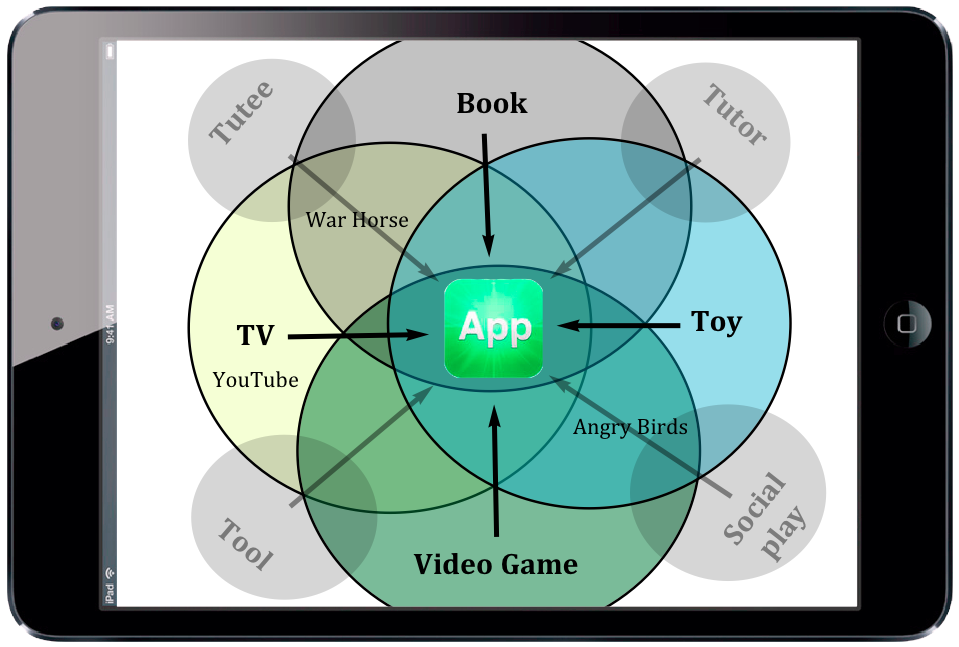 Tutee
Book
Tutor
War Horse
TV
App
Toy
YouTube
Angry Birds
Tool
Video Game
Social
play
9:41 AM
iPad